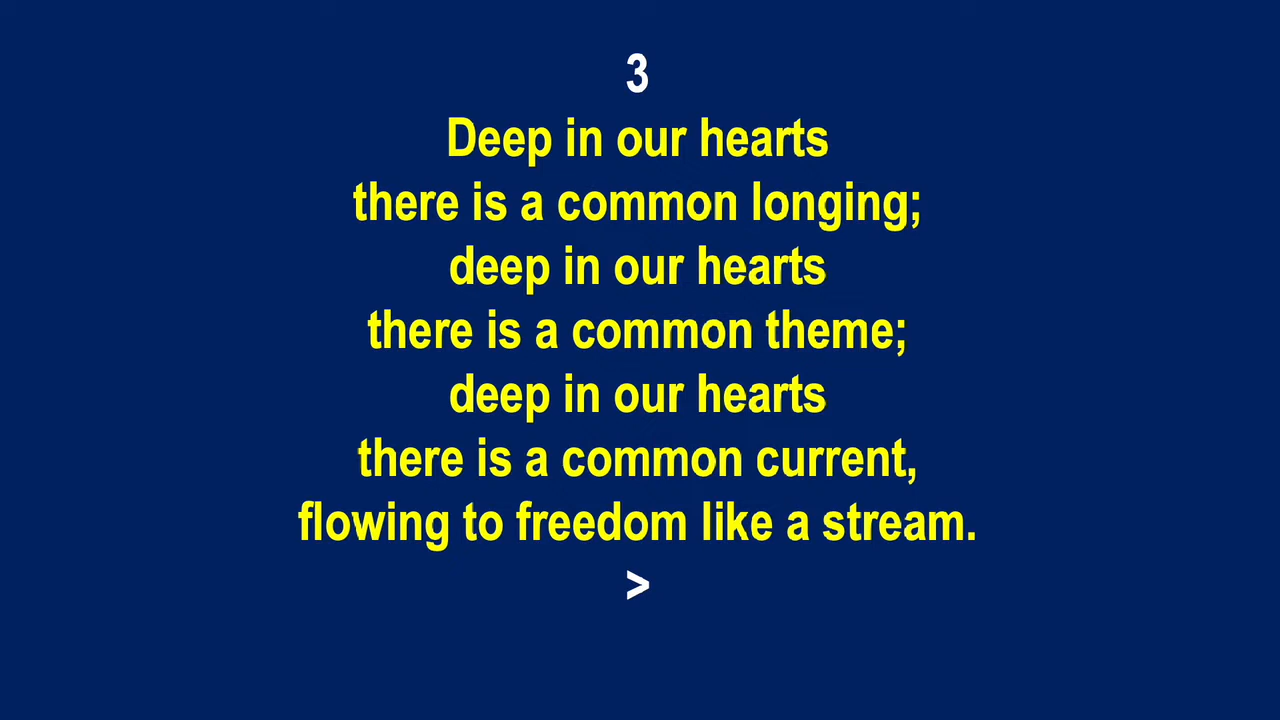 3
Deep in our hearts
there is a common longing;
deep in our hearts
there is a common theme;
deep in our hearts
there is a common current,
flowing to freedom like a stream.
>